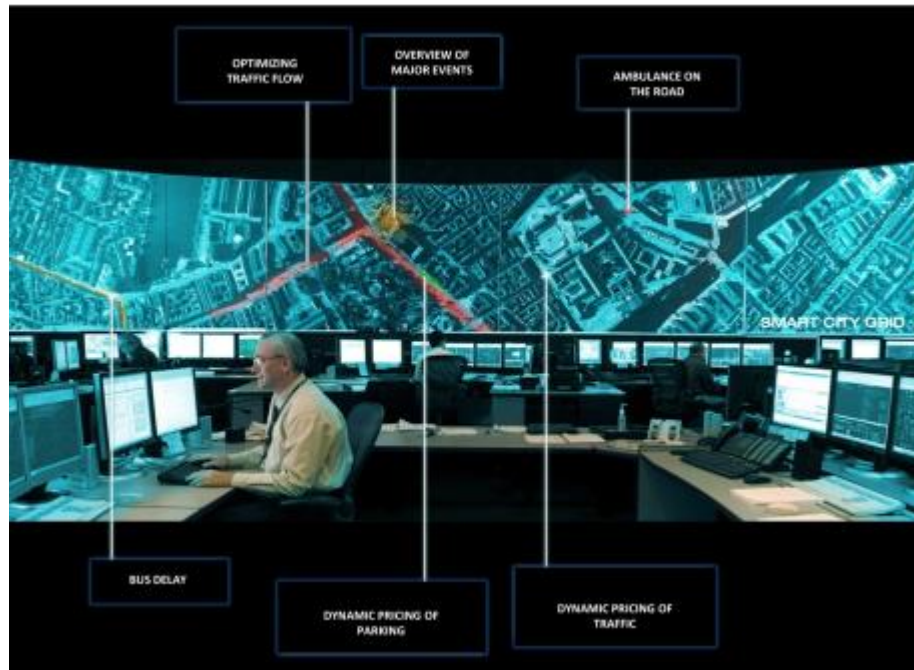 OPTIMIZING
TRAFFIC FLOW
OVERVIEW OF
MAJOR EVENTS
AMBULANCE ON
THE ROAD
SMART CITY GRID
BUS DELAY
DYNAMIC PRICING OF
PARKING
DYNAMIC PRICING OF
TRAFFIC